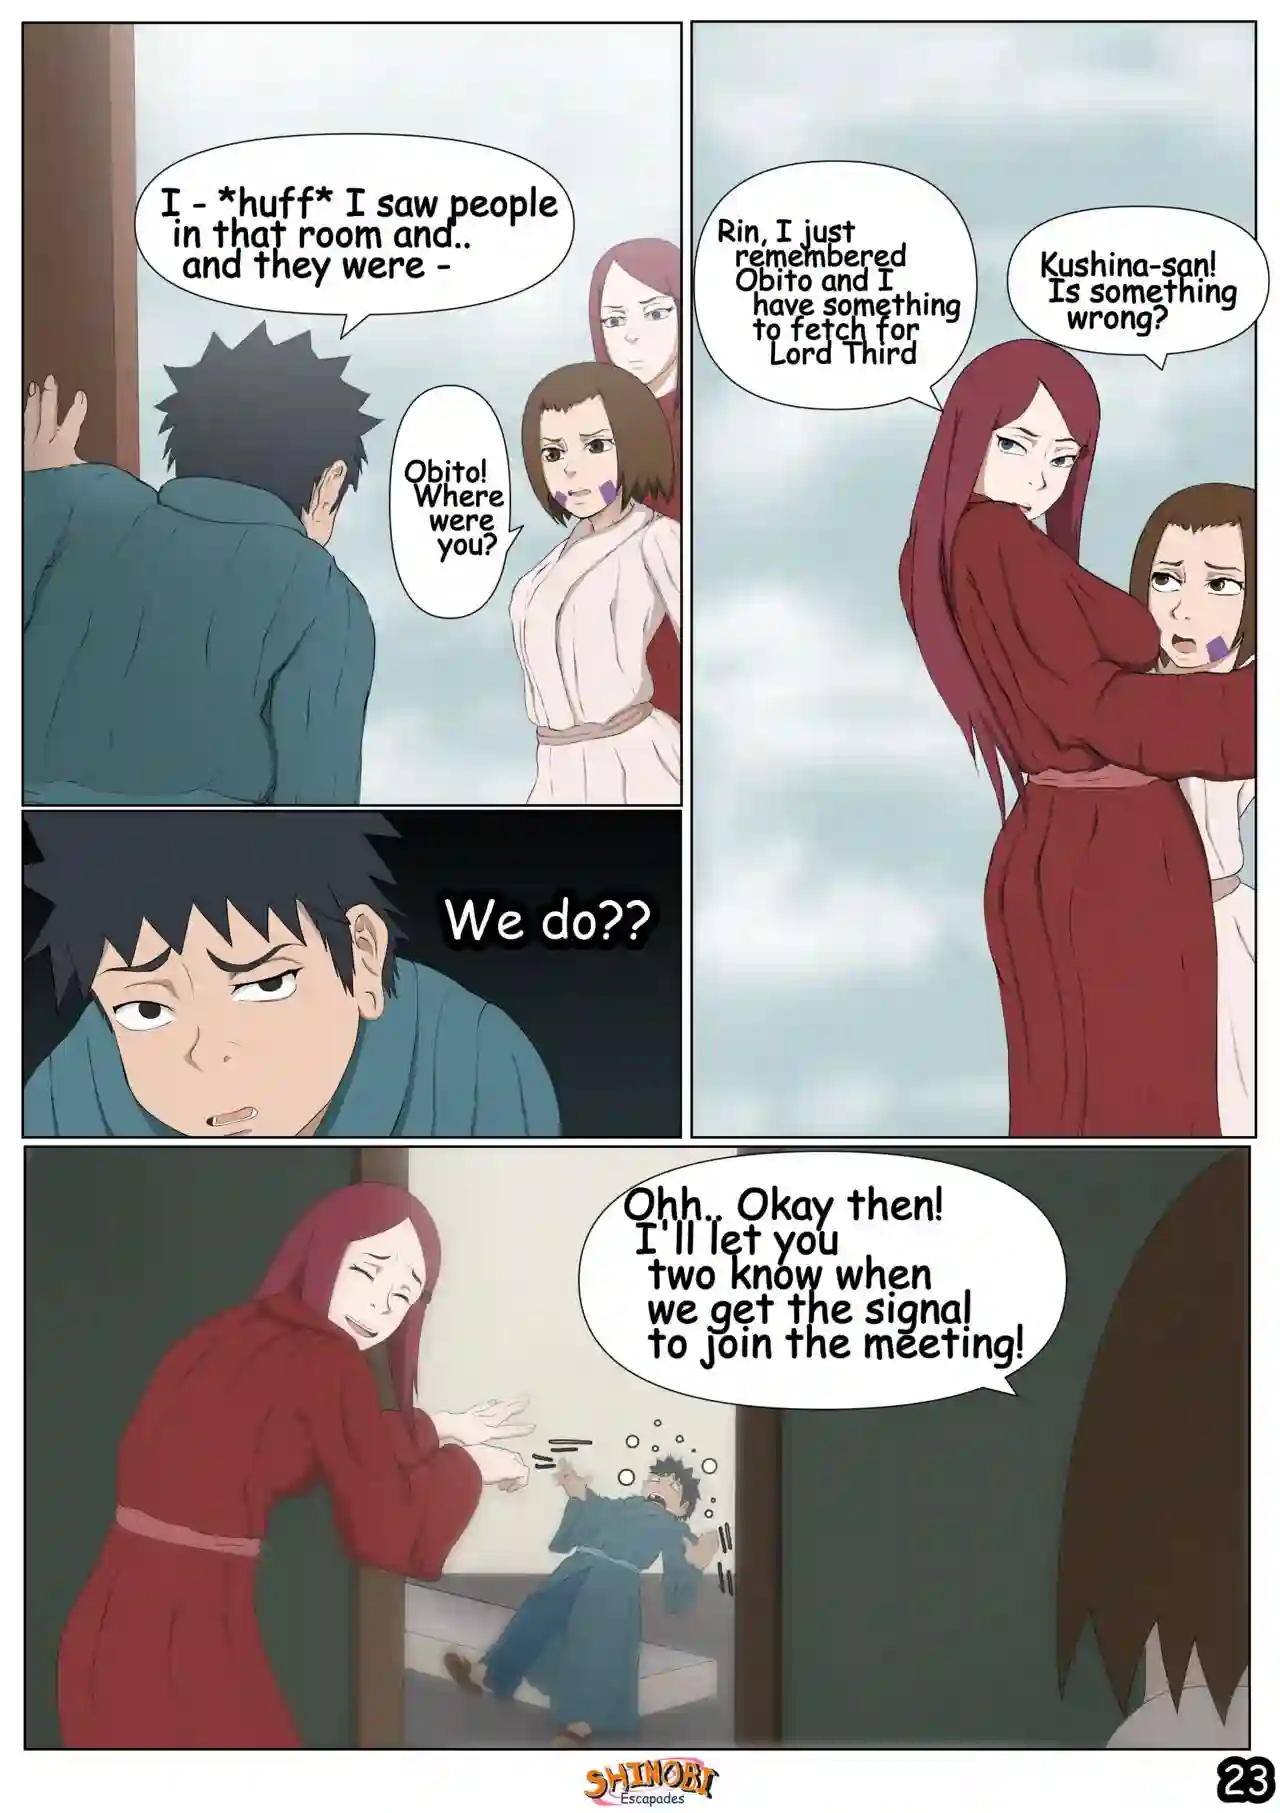 I - *huff* I saw people
in that room and..
and they were -
Obito!
Where
were
you?
Rin, I just
remembered
Obito and I
have something
to fetch for
Lord Third
Kushina-san!
Is something
wrong?
We do??
Ohh.. Okay then!
I'll let you
two know when
we get the signal
to join the meeting!
SHINOBI
Escapades
23